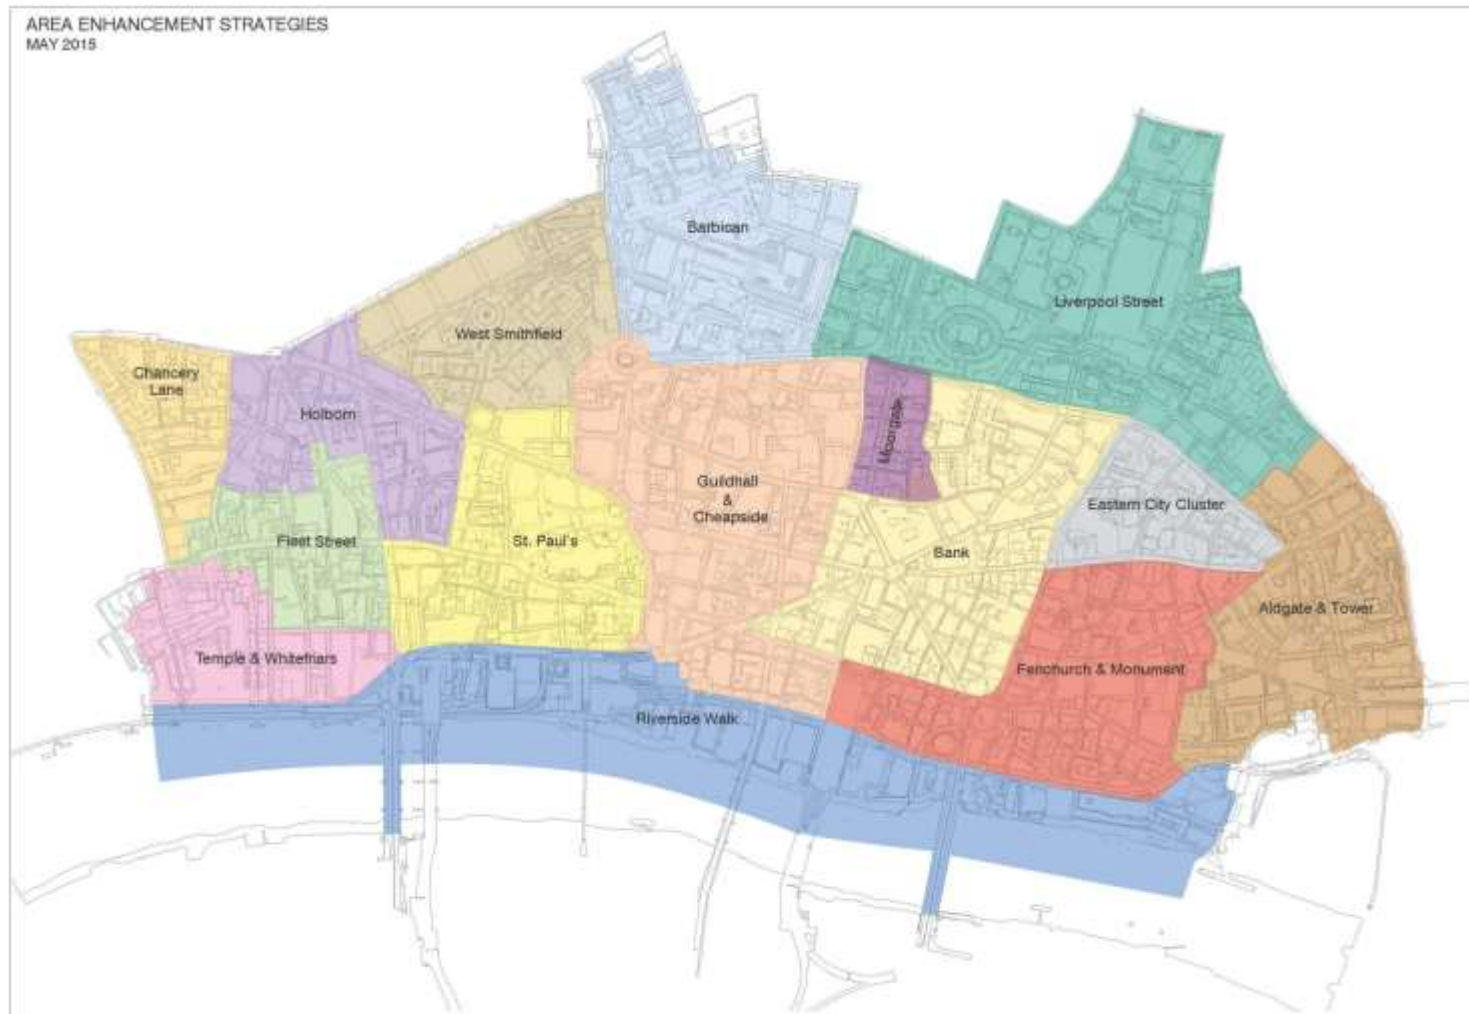 AREA ENHANCEMENT STRATEGIES
MAY 2015
Barbican
Liverpool Street
West Smithfield
Chancery
Lane
Holborn
Moorgate
Guildhall
&
Cheapside
Eastern City Cluster
Fleet Street
St. Paul's
Bank
Aldgate & Tower
Temple & Whitefriars
Fenchurch & Monument
Riverside Walk